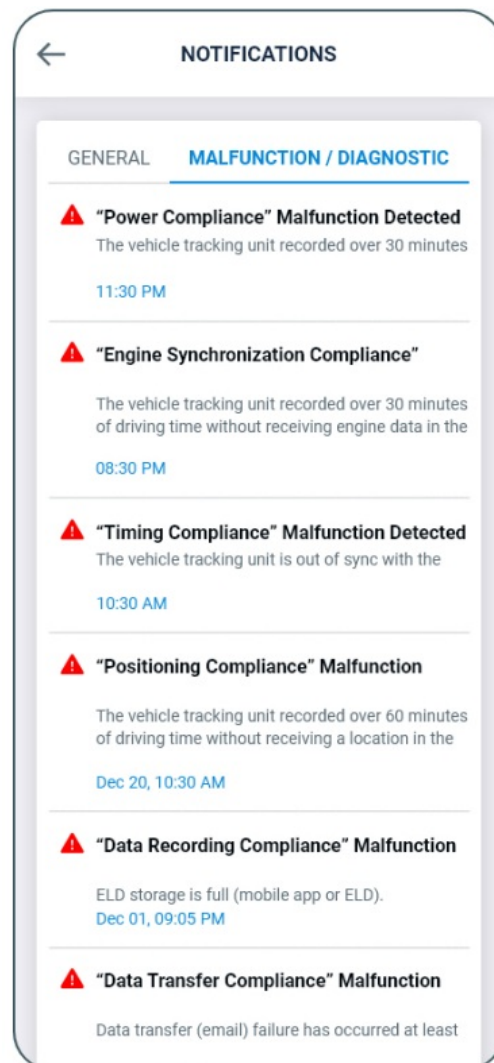 NOTIFICATIONS
GENERAL MALFUNCTION / DIAGNOSTIC
“Power Compliance” Malfunction Detected
The vehicle tracking unit recorded over 30 minutes
11:30 PM
“Engine Synchronization Compliance”
The vehicle tracking unit recorded over 30 minutes
of driving time without receiving engine data in the
08:30 PM
“Timing Compliance” Malfunction Detected
The vehicle tracking unit is out of sync with the
10:30 AM
“Positioning Compliance” Malfunction
The vehicle tracking unit recorded over 60 minutes
of driving time without receiving a location in the
Dec 20, 10:30 AM
“Data Recording Compliance” Malfunction
ELD storage is full (mobile app or ELD).
Dec 01, 09:05 PM
“Data Transfer Compliance” Malfunction
Data transfer (email) failure has occurred at least